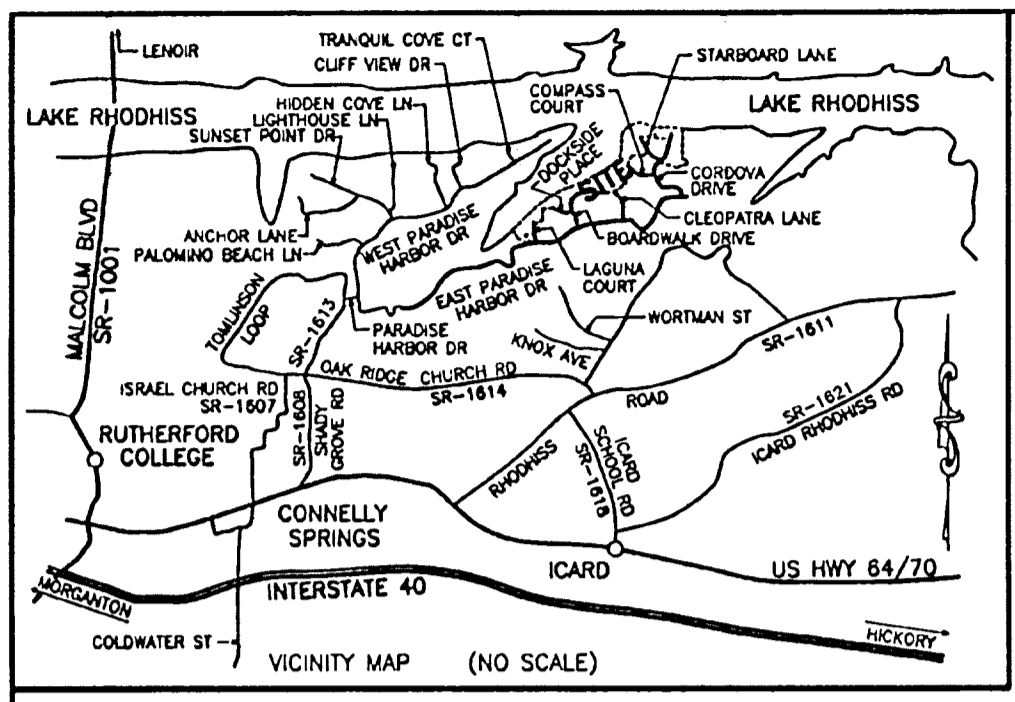 LENOIR
TRANQUIL COVE CT
CLIFF VIEW DR
STARBOARD LANE
COMPASS
COURT
LAKE RHODHISS
HIDDEN COVE LN
LIGHTHOUSE LN
SUNSET POINT DR
LAKE RHODHISS
DOCKSIDE
PLACE
SITE
CORDOVA
DRIVE
CLEOPATRA LANE
BOARDWALK DRIVE
ANCHOR LANE
PALOMINO BEACH LN
WEST PARADISE
HARBOR DR
LAGUNA
COURT
EAST PARADISE
HARBOR DR
MALCOLM BLVD
SR-1001
TOMLINSON
LOOP
SR-1613
PARADISE
HARBOR DR
WORTMAN ST
KNOX AVE
SR-1611
OAK RIDGE CHURCH RD
SR-1614
ROAD
ISRAEL CHURCH RD
SR-1607
SR-1608
SHADY
GROVE RD
SR-1621
ICARD RHODHISS RD
RUTHERFORD
COLLEGE
RHODHISS
ICARD
SCHOOL RD
SR-1618
CONNELLY
SPRINGS
ICARD
US HWY 64/70
MORGANTON
INTERSTATE 40
HICKORY
COLDWATER ST
VICINITY MAP (NO SCALE)